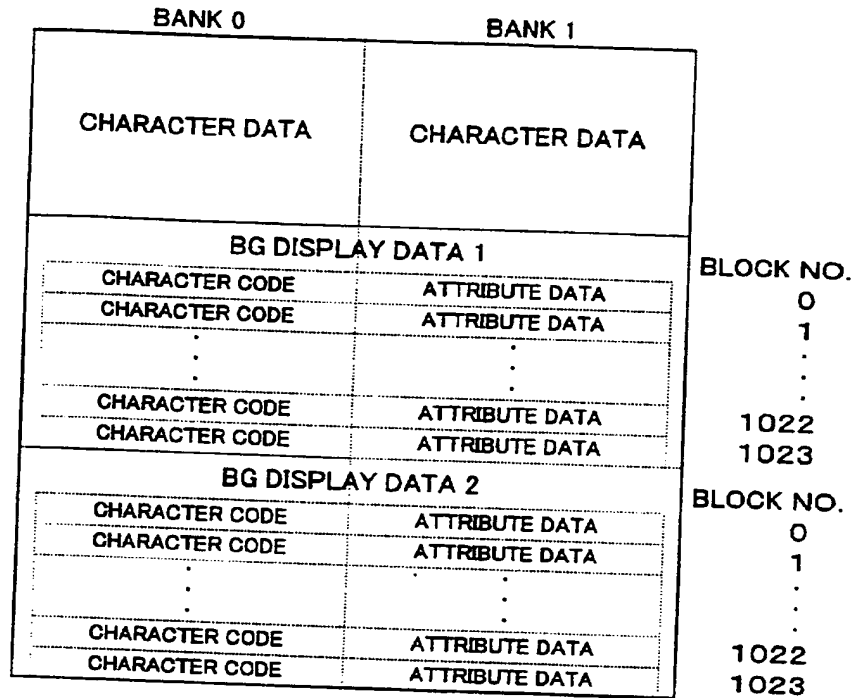 BANK 0 BANK 1
CHARACTER DATA CHARACTER DATA
BG DISPLAY DATA 1
BLOCK NO.
CHARACTER CODE ATTRIBUTE DATA 0
CHARACTER CODE ATTRIBUTE DATA 1
CHARACTER CODE ATTRIBUTE DATA 1022
CHARACTER CODE ATTRIBUTE DATA 1023
BG DISPLAY DATA 2
BLOCK NO.
CHARACTER CODE ATTRIBUTE DATA 0
CHARACTER CODE ATTRIBUTE DATA 1
CHARACTER CODE ATTRIBUTE DATA 1022
CHARACTER CODE ATTRIBUTE DATA 1023